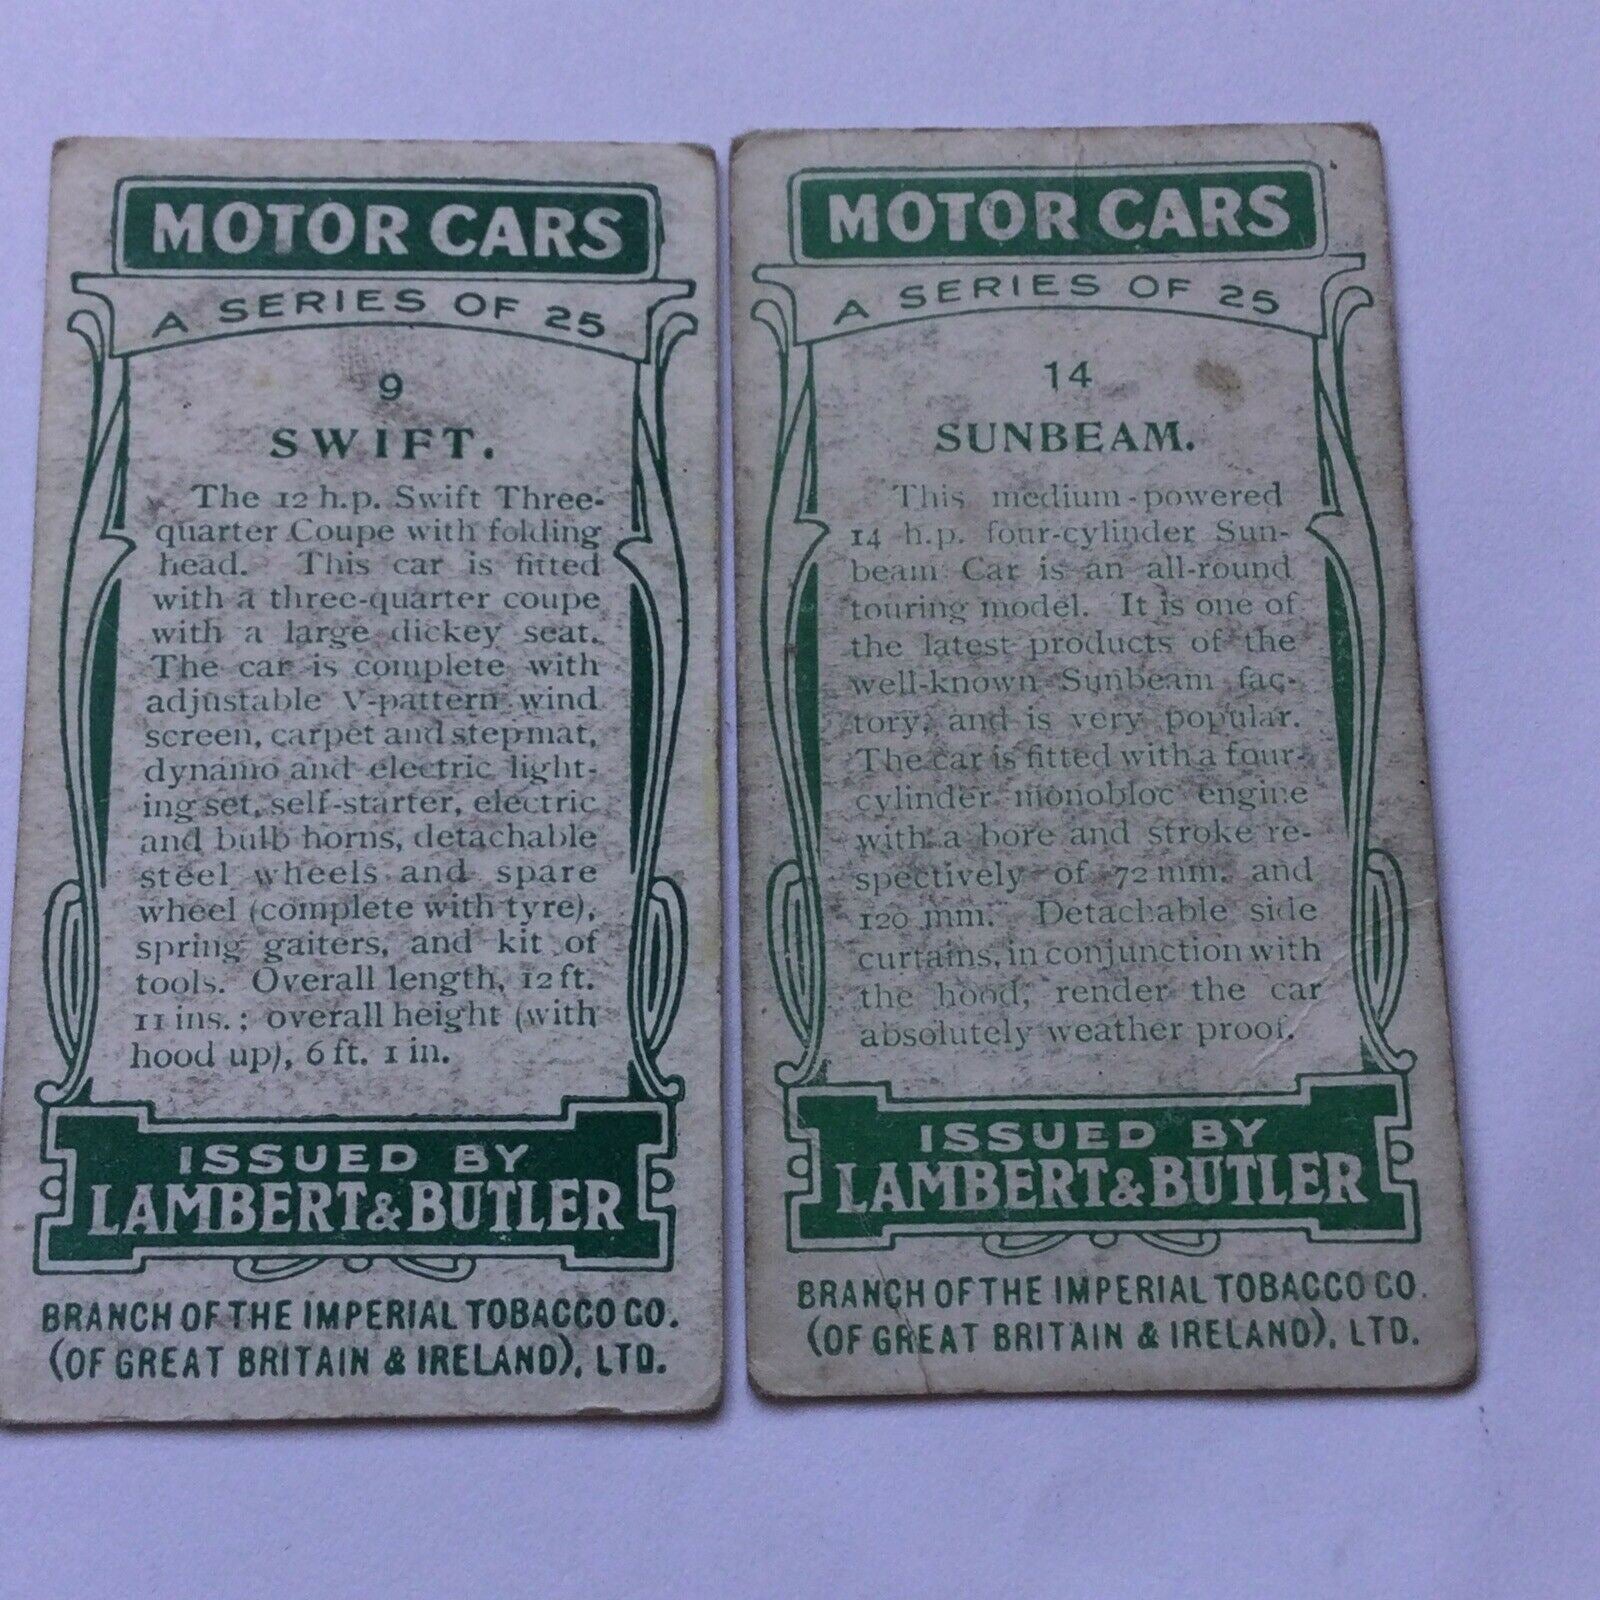 MOTOR CARS
A SERIES OF 25
9
SWIFT.
The 12 h.p. Swift Three-
quarter Coupe with folding
head. This car is fitted
with a three-quarter coupe
with a large dickey seat.
The car is complete with
adjustable V-pattern wind
screen, carpet and stepmat,
dynamo and electric light-
ing set, self-starter, electric
and bulb horns, detachable
steel wheels and spare
wheel (complete with tyre),
spring gaiters, and kit of
tools. Overall length, 12 ft.
11 ins.; overall height (with
hood up), 6 ft. 1 in.
ISSUED BY
LAMBERT & BUTLER
BRANCH OF THE IMPERIAL TOBACCO CO.
(OF GREAT BRITAIN & IRELAND), LTD.
MOTOR CARS
A SERIES OF 25
14
SUNBEAM.
This medium-powered
14 h.p. four-cylinder Sun-
beam Car is an all-round
touring model. It is one of
the latest products of the
well-known Sunbeam fac-
tory, and is very popular.
The car is fitted with a four-
cylinder monobloc engine
with a bore and stroke re-
spectively of 72 mm. and
120 mm. Detachable side
curtains, in conjunction with
the hood, render the car
absolutely weather proof.
ISSUED BY
LAMBERT & BUTLER
BRANCH OF THE IMPERIAL TOBACCO CO.
(OF GREAT BRITAIN & IRELAND), LTD.